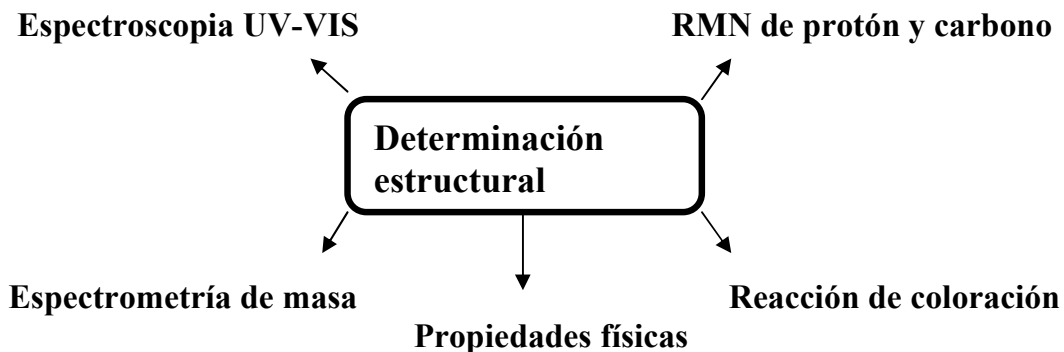 Espectroscopia UV-VIS
RMN de protón y carbono
Determinación
estructural
Espectrometría de masa
Reacción de coloración
Propiedades físicas